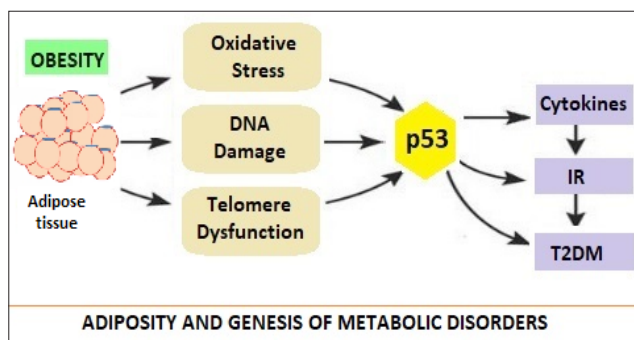 OBESITY
Adipose
tissue
Oxidative
Stress
DNA
Damage
Telomere
Dysfunction
p53
Cytokines
IR
T2DM
ADIPOSITY AND GENESIS OF METABOLIC DISORDERS